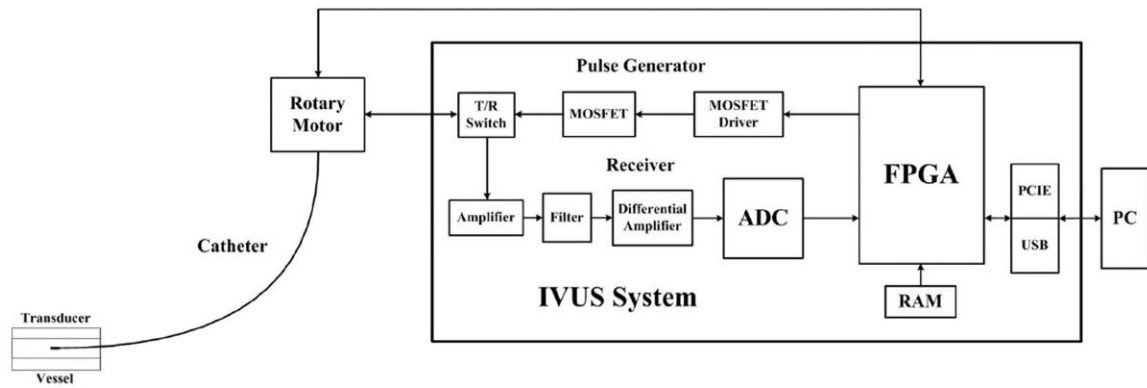 Pulse Generator
Rotary
Motor
T/R
Switch
MOSFET
MOSFET
Driver
FPGA
Receiver
Amplifier
Filter
Differential
Amplifier
ADC
PCIE
USB
PC
Catheter
IVUS System
RAM
Transducer
Vessel